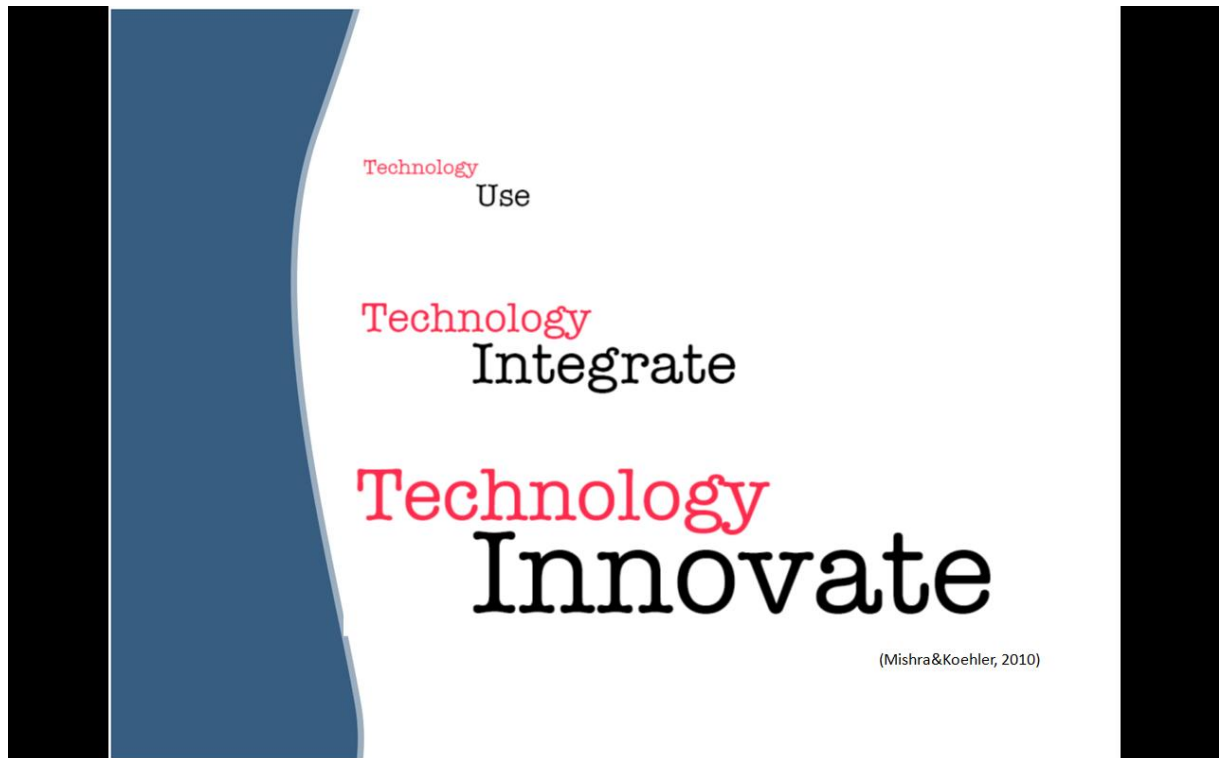 Technology
Use
Technology
Integrate
Technology
Innovate
(Mishra&Koehler, 2010)